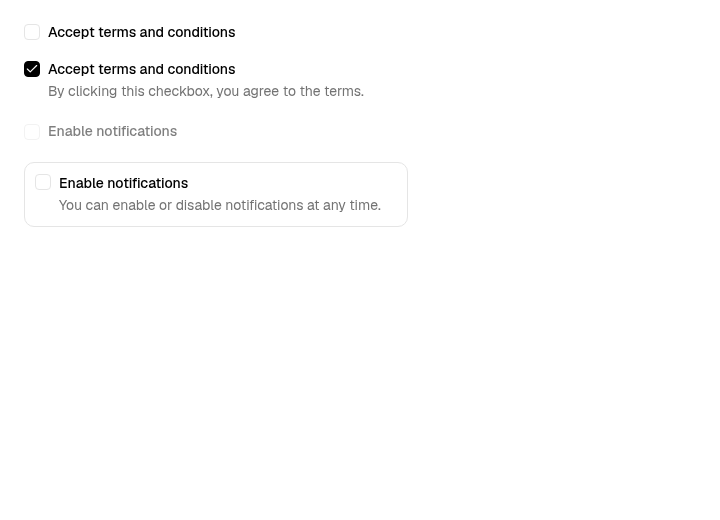 Accept terms and conditions
Accept terms and conditions
By clicking this checkbox, you agree to the terms.
Enable notifications
Enable notifications
You can enable or disable notifications at any time.